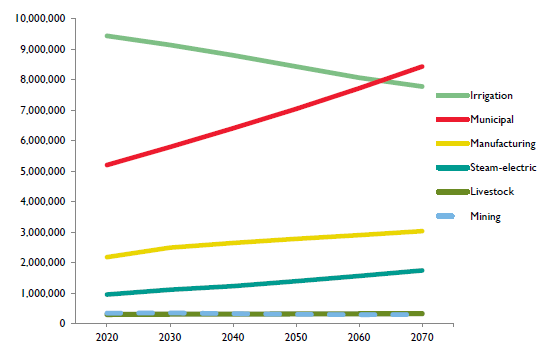 10,000,000
9,000,000
8,000,000
7,000,000
6,000,000
5,000,000
4,000,000
3,000,000
2,000,000
1,000,000
0
2020 2030 2040 2050 2060 2070
Irrigation
Municipal
Manufacturing
Steam-electric
Livestock
Mining